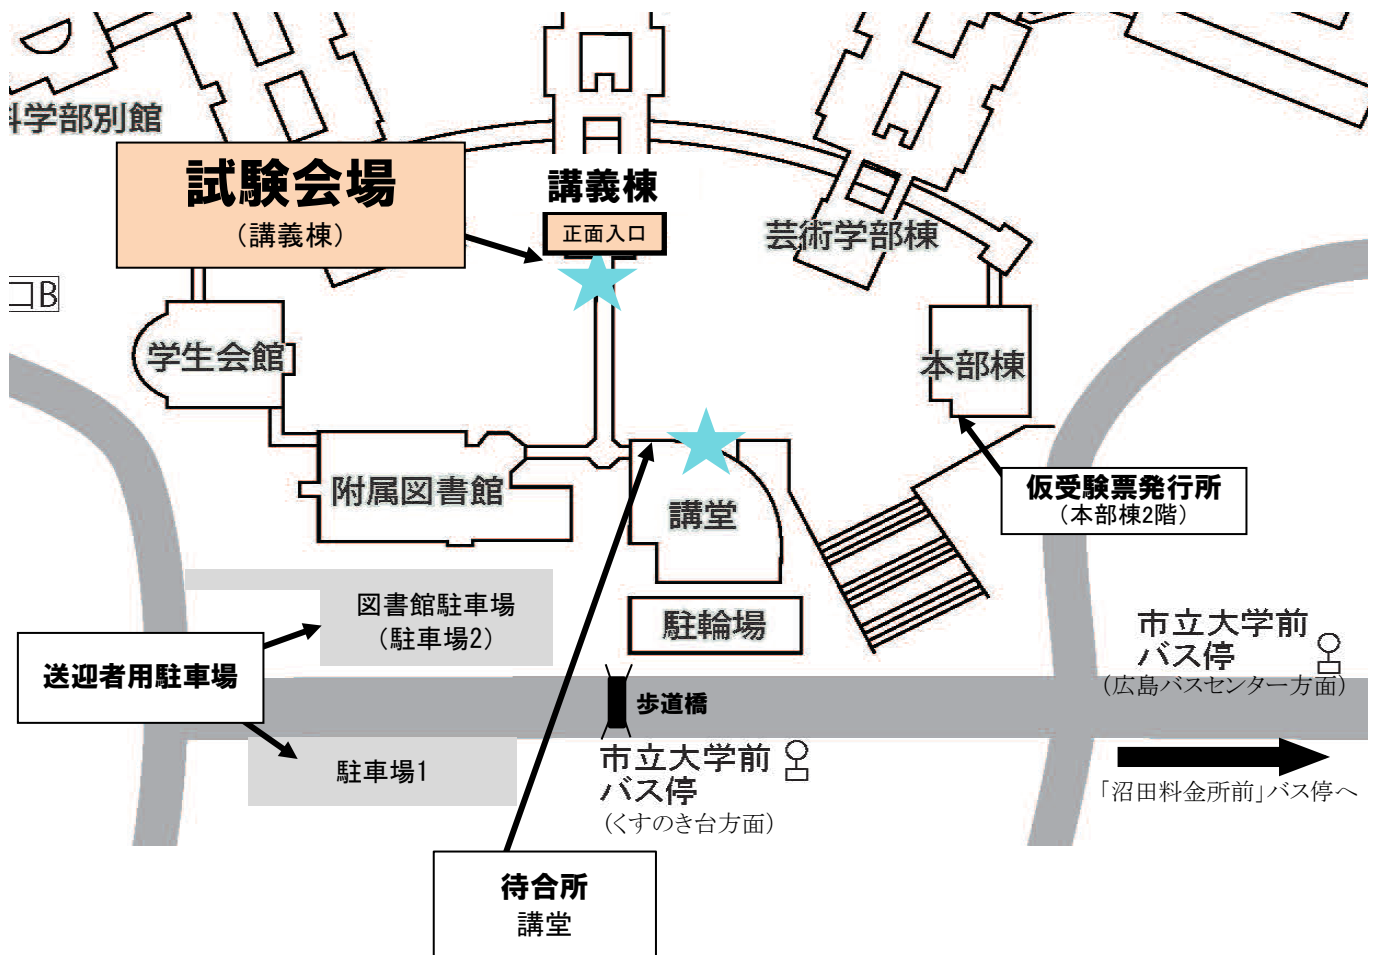 科学部別館
試験会場
(講義棟)
講義棟
正面入口
芸術学部棟
口B
学生会館
本部棟
附属図書館
講堂
仮受験票発行所
(本部棟2階)
図書館駐車場
(駐車場2)
駐輪場
市立大学前
バス停
(広島バスセンター方面)
送迎者用駐車場
歩道橋
駐車場1
市立大学前
バス停
(くすのき台方面)
「沼田料金所前」バス停へ
待合所
講堂